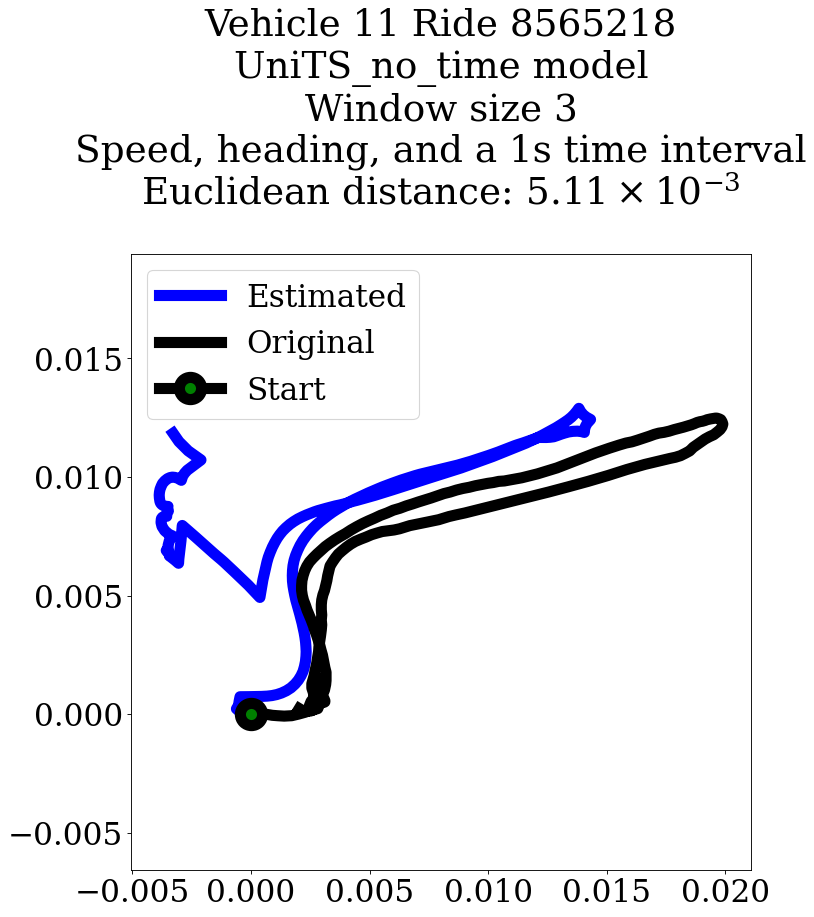 Vehicle 11 Ride 8565218
UniTS_no_time model
Window size 3
Speed, heading, and a 1s time interval
Euclidean distance: 5.11 × 10⁻³
Estimated
Original
Start
0.015
0.010
0.005
0.000
−0.005
−0.005 0.000 0.005 0.010 0.015 0.020